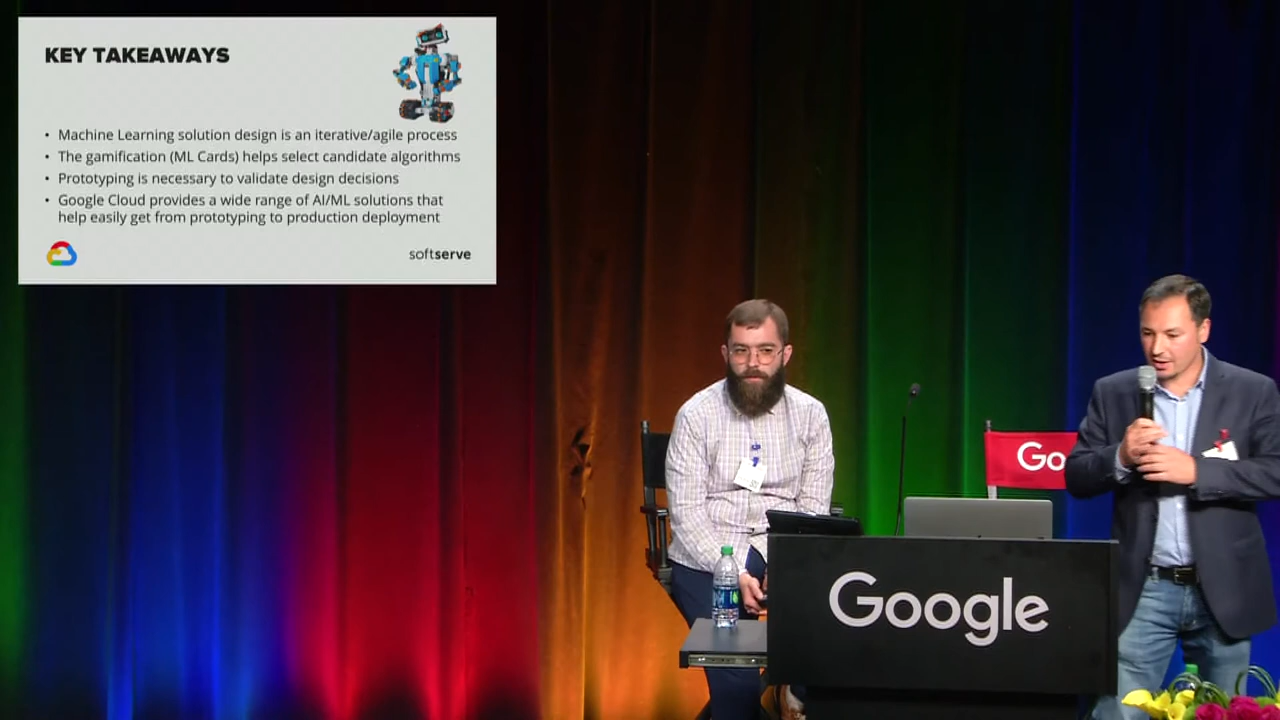 KEY TAKEAWAYS
• Machine Learning solution design is an iterative/agile process
• The gamification (ML Cards) helps select candidate algorithms
• Prototyping is necessary to validate design decisions
• Google Cloud provides a wide range of AI/ML solutions that
help easily get from prototyping to production deployment
softserve
Go
Google